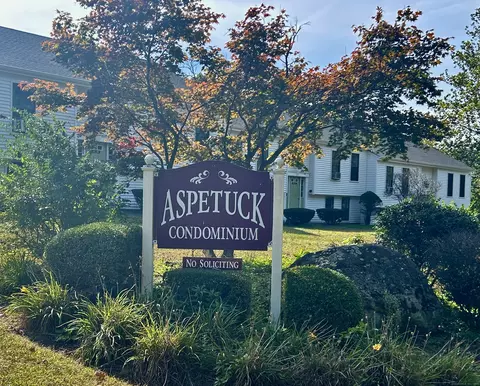 ASPETUCK
CONDOMINIUM
NO SOLICITING